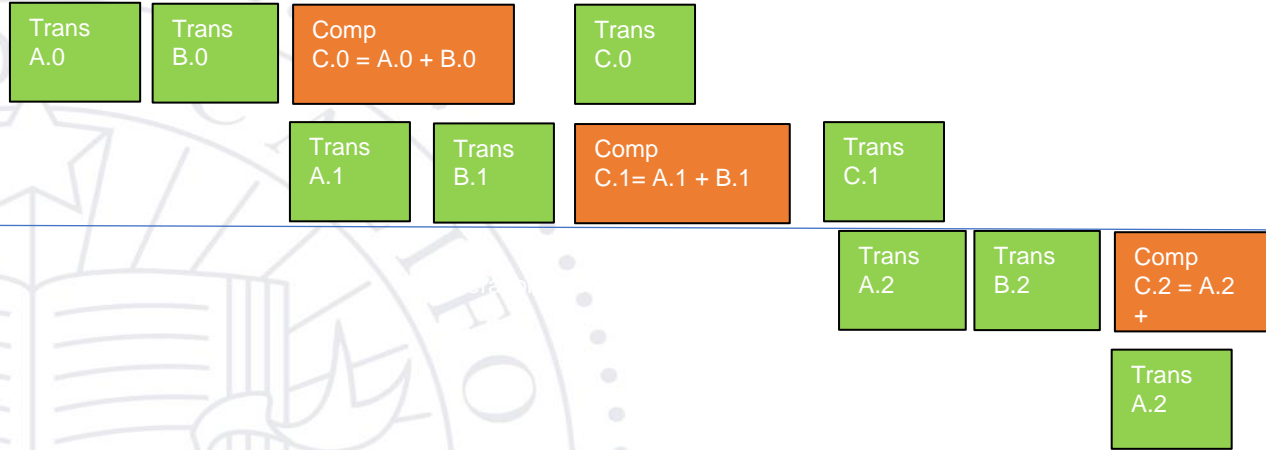 Trans
A.0
Trans
B.0
Comp
C.0 = A.0 + B.0
Trans
C.0
Trans
A.1
Trans
B.1
Comp
C.1= A.1 + B.1
Trans
C.1
Trans
A.2
Trans
B.2
Comp
C.2 = A.2
+
Trans
A.2